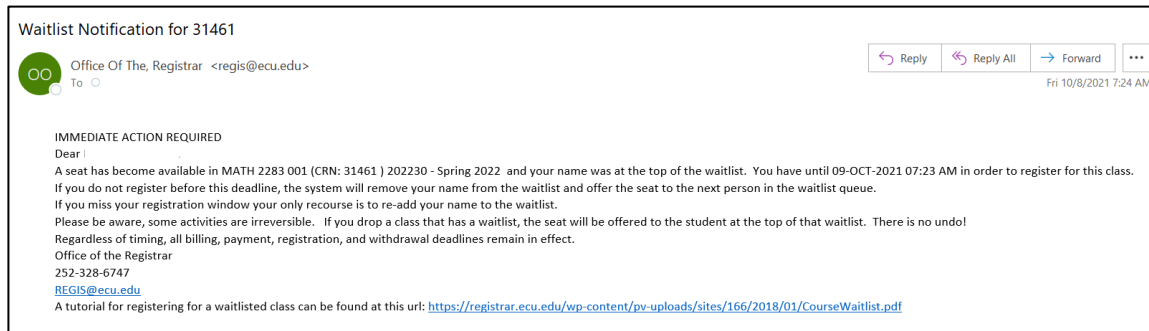 Waitlist Notification for 31461
OO
Office Of The, Registrar <regis@ecu.edu>
To
Reply
Reply All
Forward
Fri 10/8/2021 7:24 AM
IMMEDIATE ACTION REQUIRED
Dear
A seat has become available in MATH 2283 001 (CRN: 31461 ) 202230 - Spring 2022 and your name was at the top of the waitlist. You have until 09-OCT-2021 07:23 AM in order to register for this class.
If you do not register before this deadline, the system will remove your name from the waitlist and offer the seat to the next person in the waitlist queue.
If you miss your registration window your only recourse is to re-add your name to the waitlist.
Please be aware, some activities are irreversible. If you drop a class that has a waitlist, the seat will be offered to the student at the top of that waitlist. There is no undo!
Regardless of timing, all billing, payment, registration, and withdrawal deadlines remain in effect.
Office of the Registrar
252-328-6747
REGIS@ecu.edu
A tutorial for registering for a waitlisted class can be found at this url: https://registrar.ecu.edu/wp-content/pv-uploads/sites/166/2018/01/CourseWaitlist.pdf